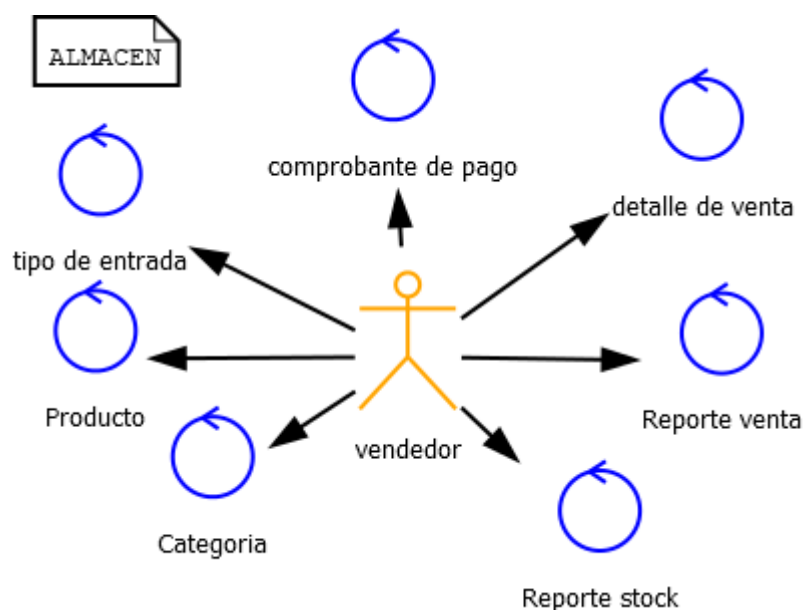 ALMACEN
comprobante de pago
detalle de venta
tipo de entrada
Producto
Reporte venta
vendedor
Categoria
Reporte stock